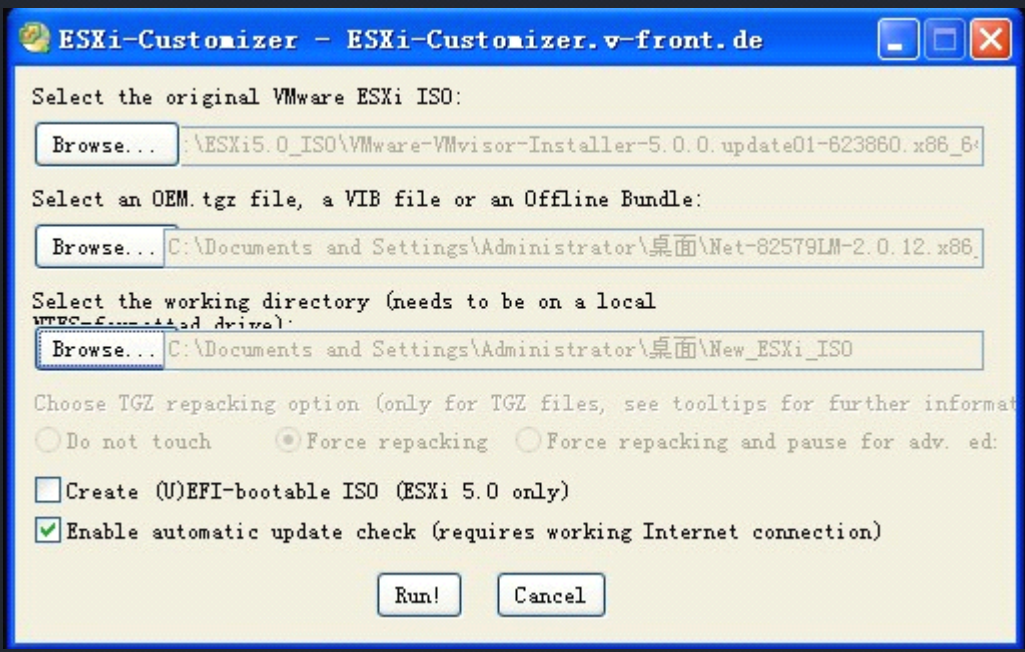 ESXi-Customizer - ESXi-Customizer.v-front.de
Select the original VMware ESXi ISO:
Browse... :\ESXi5.0_ISO\VMware-VMvisor-Installer-5.0.0.update01-623860.x86_6
Select an OEM.tgz file, a VIB file or an Offline Bundle:
Browse... C:\Documents and Settings\Administrator\桌面\Net-82579LM-2.0.12.x86_
Select the working directory (needs to be on a local
NTFS-formatted drive):
Browse... C:\Documents and Settings\Administrator\桌面\New_ESXi_ISO
Choose TGZ repacking option (only for TGZ files, see tooltips for further informat
Do not touch Force repacking Force repacking and pause for adv. ed:
Create (U)EFI-bootable ISO (ESXi 5.0 only)
Enable automatic update check (requires working Internet connection)
Run! Cancel